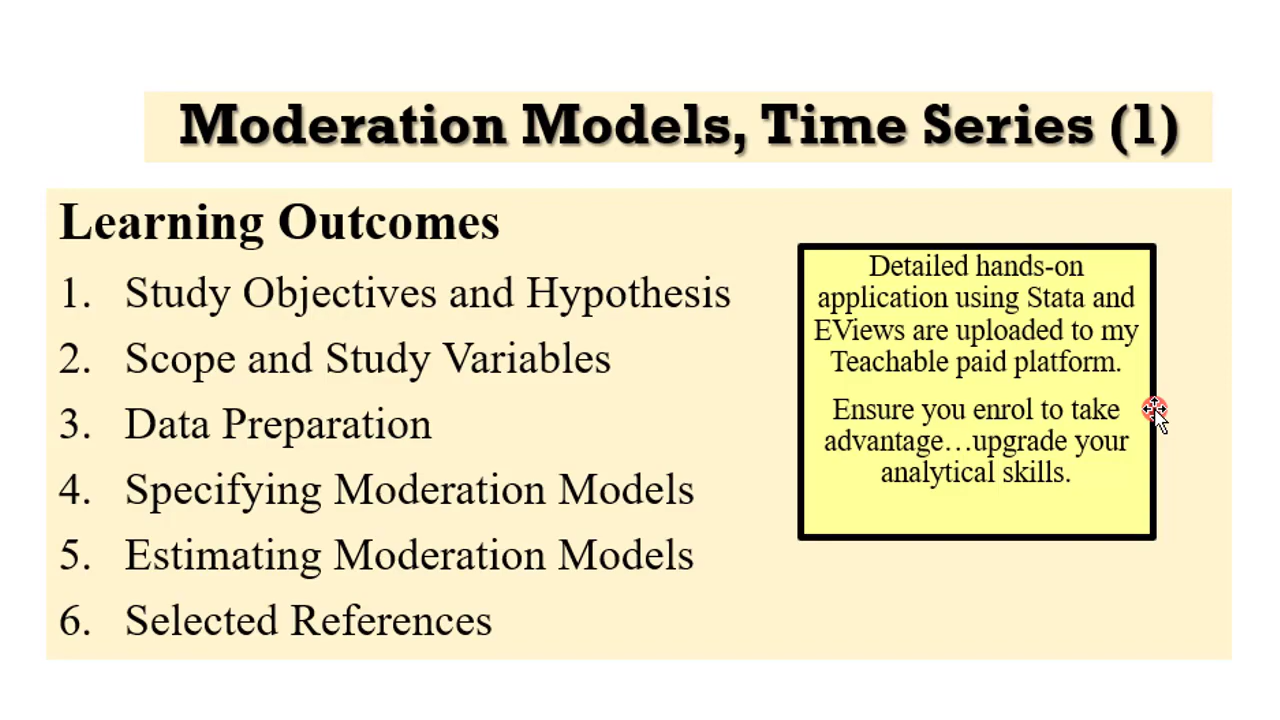 Moderation Models, Time Series (1)
Learning Outcomes
1. Study Objectives and Hypothesis
2. Scope and Study Variables
3. Data Preparation
4. Specifying Moderation Models
5. Estimating Moderation Models
6. Selected References
Detailed hands-on
application using Stata and
EViews are uploaded to my
Teachable paid platform.
Ensure you enrol to take
advantage…upgrade your
analytical skills.